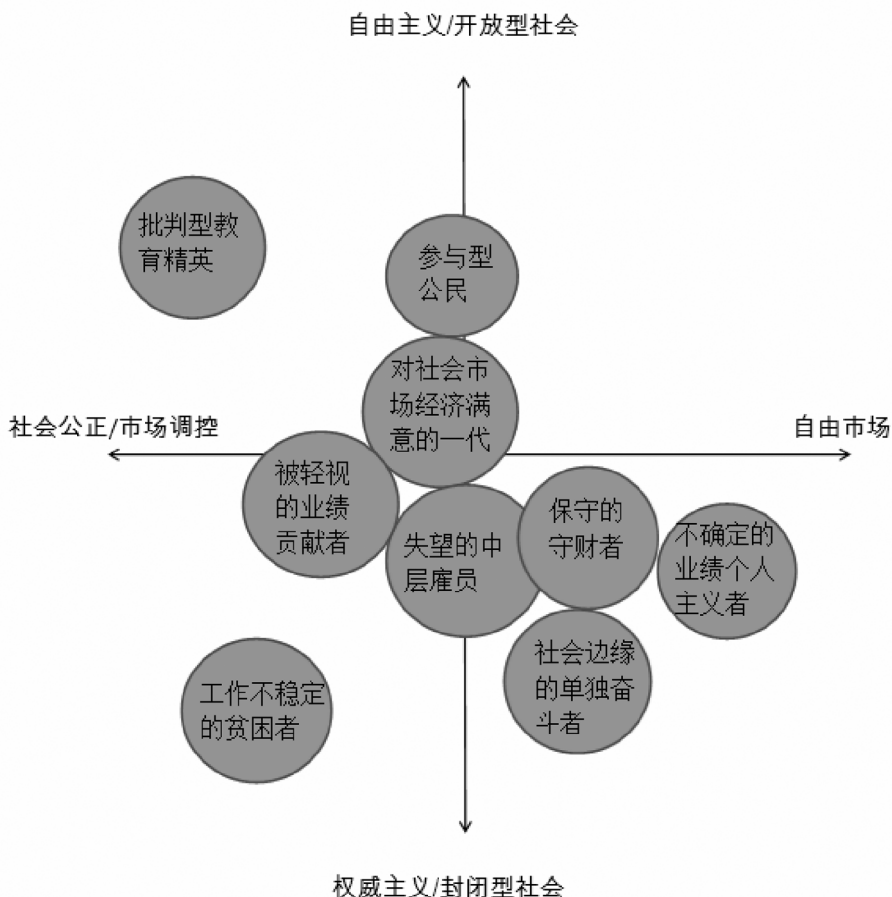 自由主义/开放型社会
批判型教
育精英
参与型
公民
对社会市
场经济满
意的一代
社会公正/市场调控
自由市场
被轻视
的业绩
贡献者
失望的中
层雇员
保守的
守财者
不确定的
业绩个人
主义者
社会边缘
的单独奋
斗者
工作不稳定
的贫困者
权威主义/封闭型社会